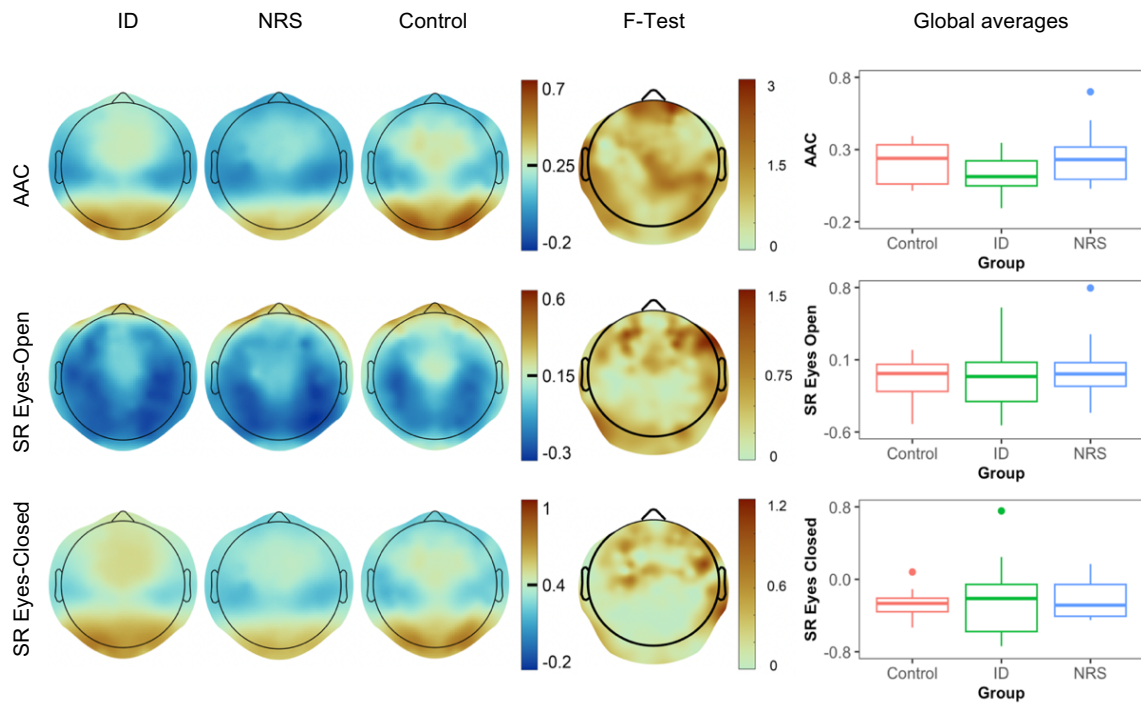 ID NRS Control F-Test Global averages
AAC
0.7
0.25
-0.2
3
1.5
0
AAC
0.8
0.3
-0.2
Control ID NRS
Group
SR Eyes-Open
0.6
0.15
-0.3
1.5
0.75
0
SR Eyes Open
0.8
0.1
-0.6
Control ID NRS
Group
SR Eyes-Closed
1
0.4
-0.2
1.2
0.6
0
SR Eyes Closed
0.8
0.0
-0.8
Control ID NRS
Group